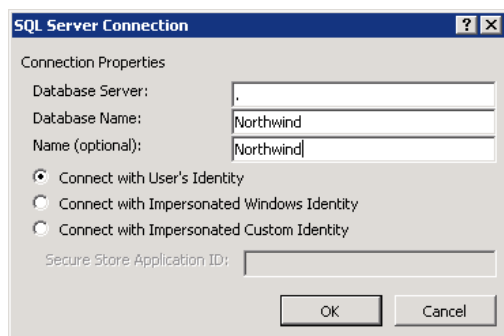 SQL Server Connection
Connection Properties
Database Server: .
Database Name: Northwind
Name (optional): Northwind
Connect with User's Identity
Connect with Impersonated Windows Identity
Connect with Impersonated Custom Identity
Secure Store Application ID:
OK Cancel